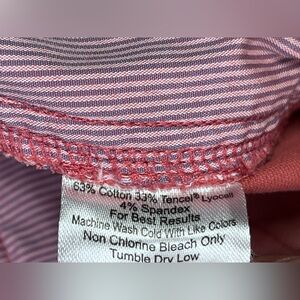 63% Cotton 33% Tencel® Lyocell
4% Spandex
For Best Results
Machine Wash Cold With Like Colors
Non Chlorine Bleach Only
Tumble Dry Low